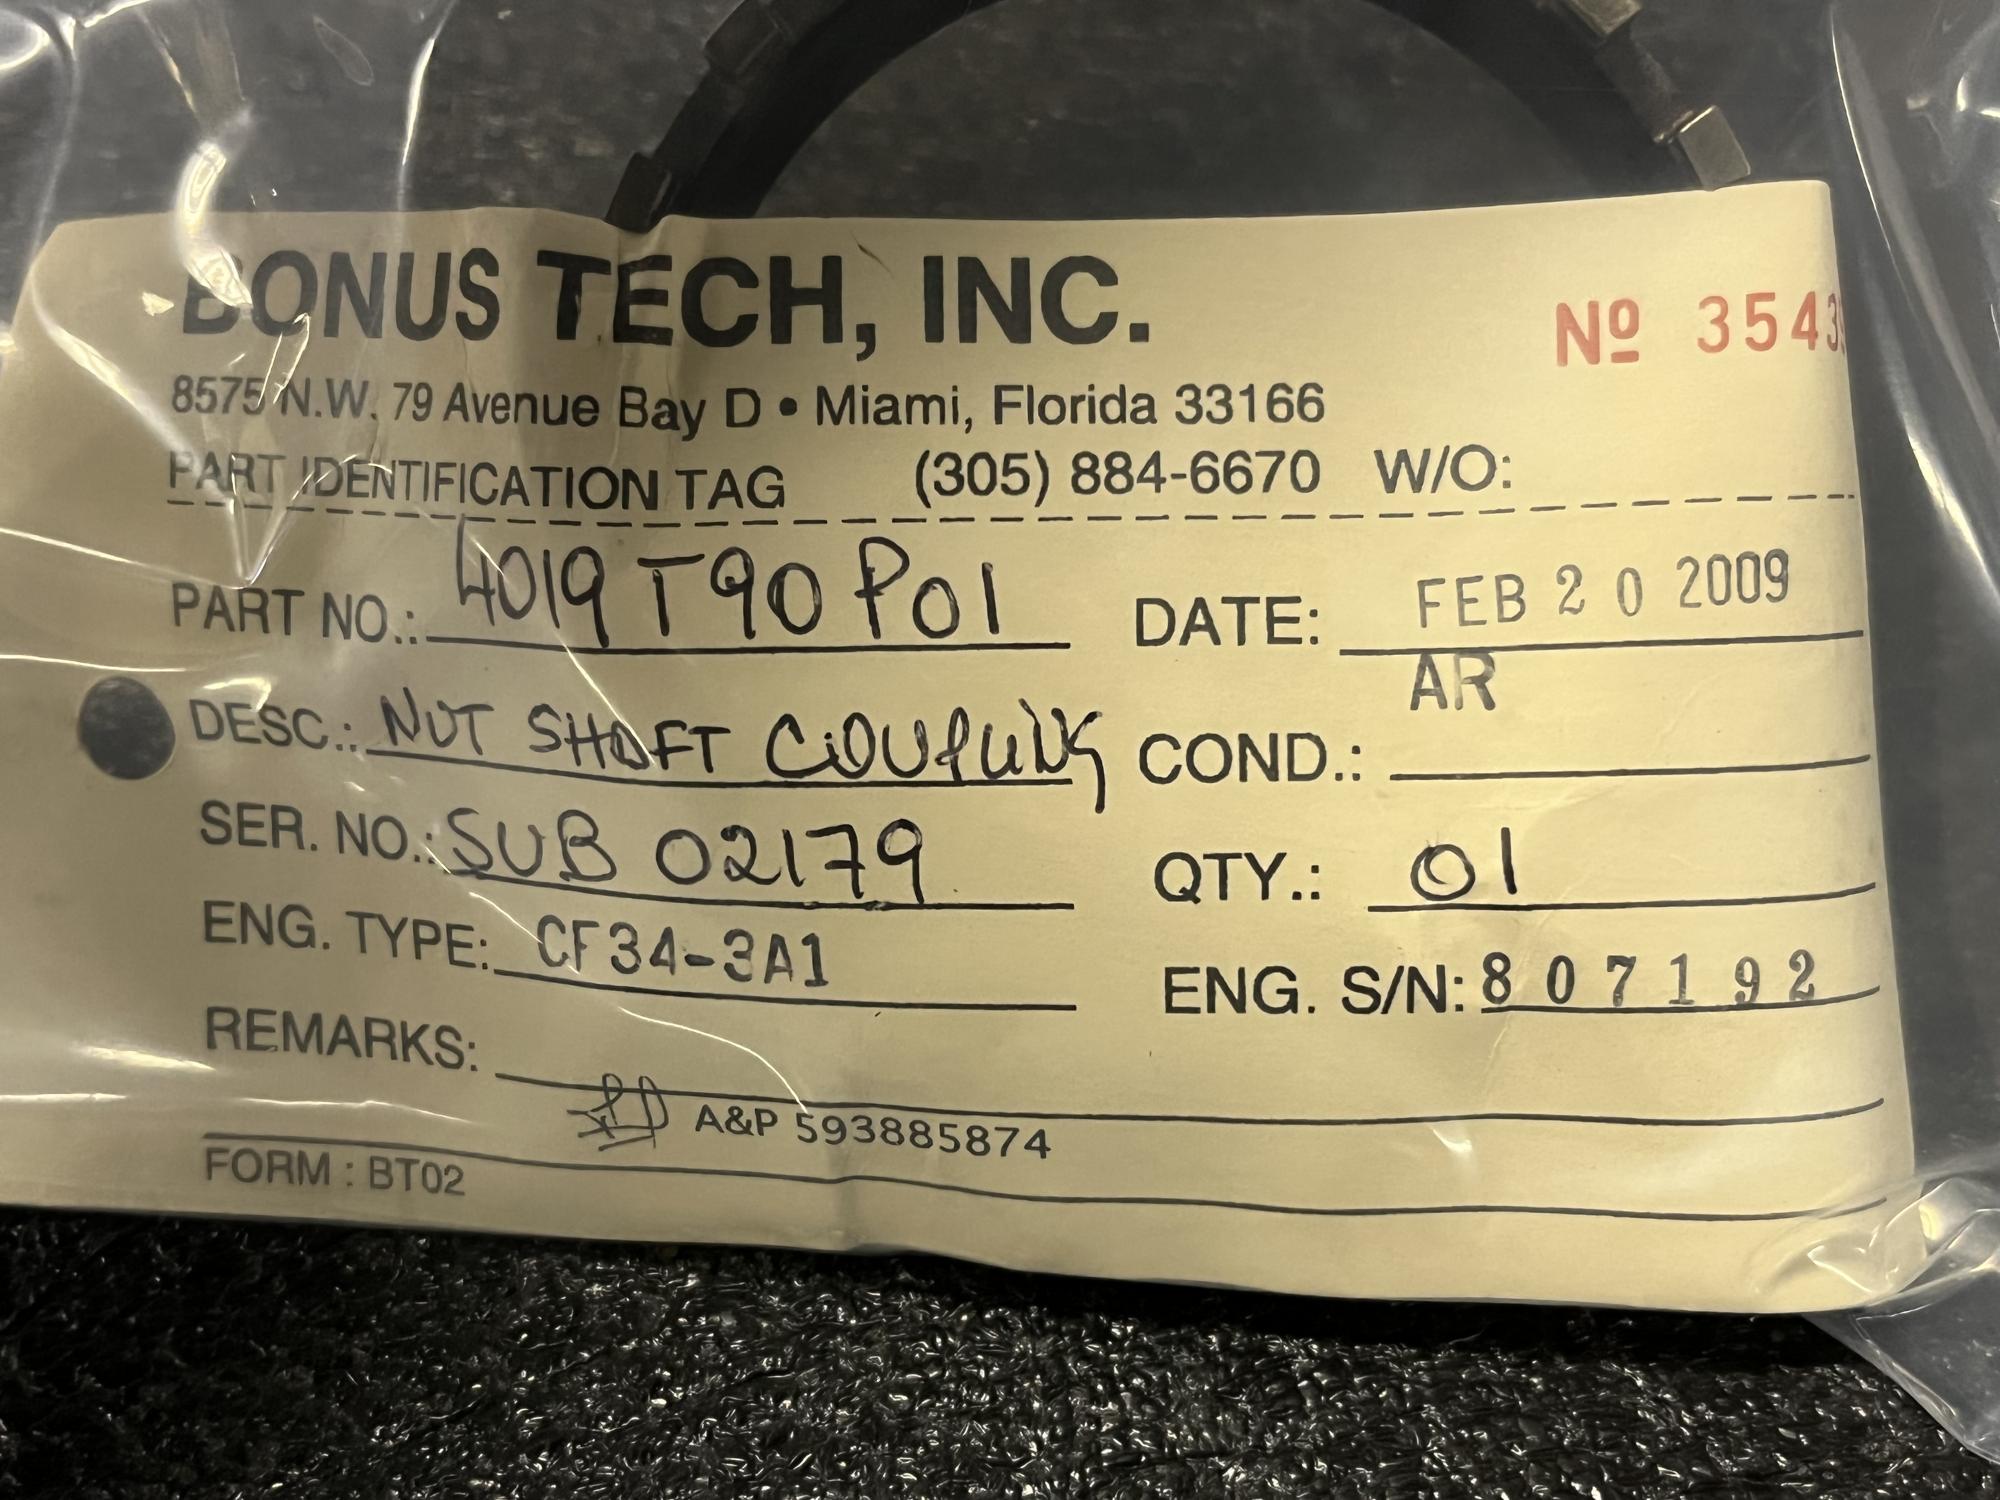 BONUS TECH, INC.
Nº 3543
8575 N.W. 79 Avenue Bay D • Miami, Florida 33166
PART IDENTIFICATION TAG (305) 884-6670 W/O:
PART NO.: 4019T90P01 DATE: FEB 20 2009
AR
DESC.: NUT SHAFT COUPLING COND.:
SER. NO.: SUB 02179 QTY.: 01
ENG. TYPE: CF34-3A1 ENG. S/N: 807192
REMARKS:
A&P 593885874
FORM : BT02